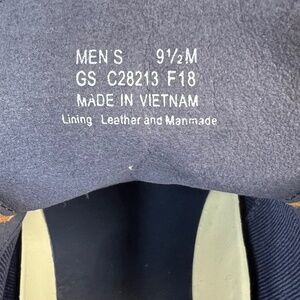 MEN'S 9½M
GS C28213 F18
MADE IN VIETNAM
Lining Leather and Manmade